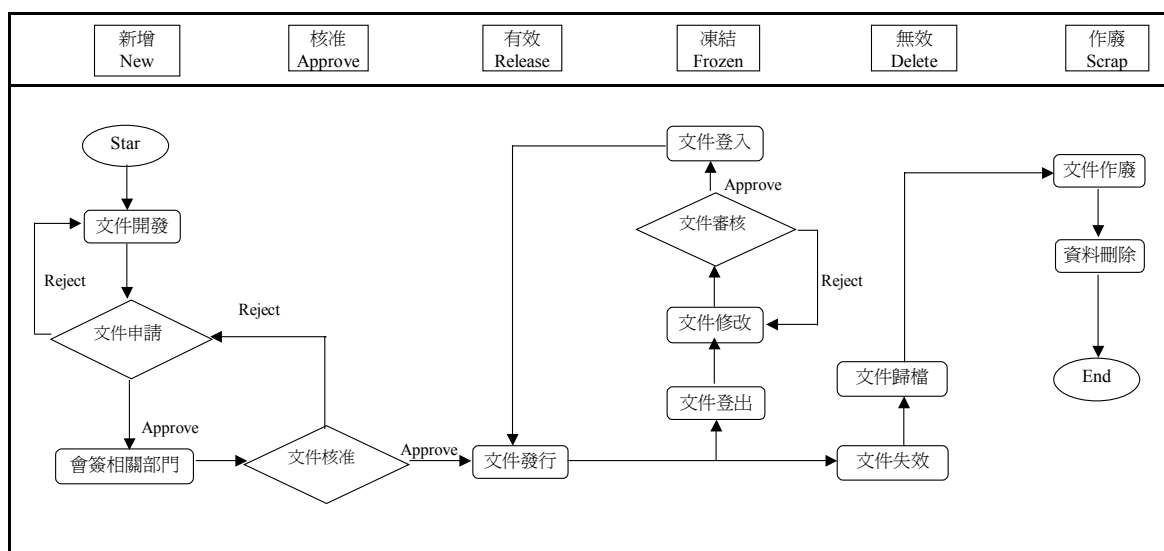 新增
New
核准
Approve
有效
Release
凍結
Frozen
無效
Delete
作廢
Scrap
Star
文件開發
Reject
文件申請
Approve
會簽相關部門
Reject
文件核准
Approve
文件發行
文件登入
Approve
文件審核
Reject
文件修改
文件登出
文件歸檔
文件失效
文件作廢
資料刪除
End